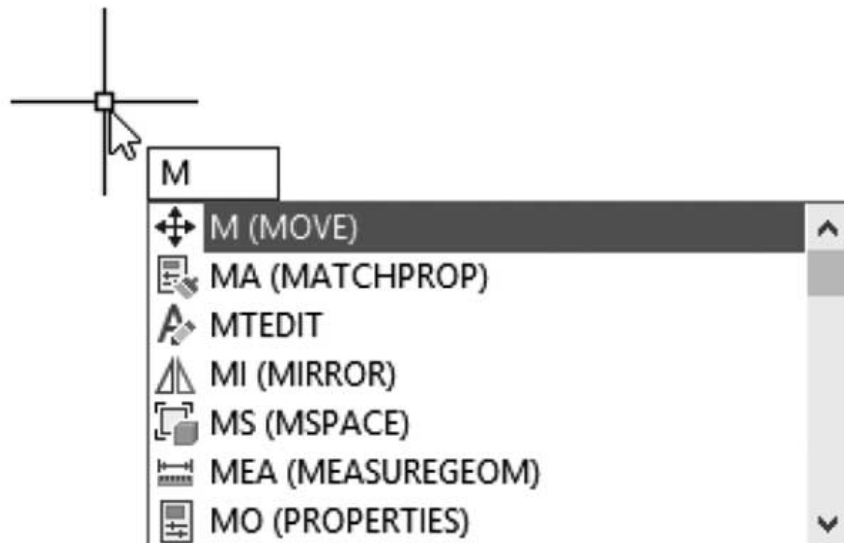 M
M (MOVE)
MA (MATCHPROP)
MTEDIT
MI (MIRROR)
MS (MSPACE)
MEA (MEASUREGEOM)
MO (PROPERTIES)